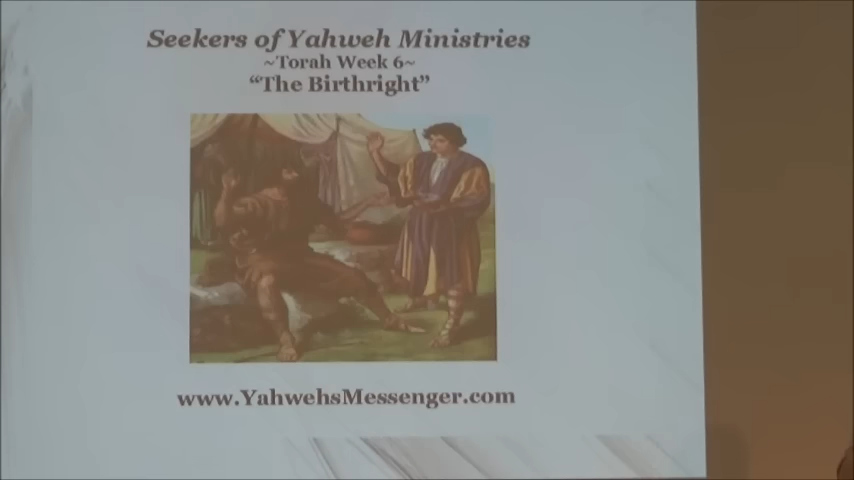 Seekers of Yahweh Ministries
~Torah Week 6~
“The Birthright”
www.YahwehsMessenger.com